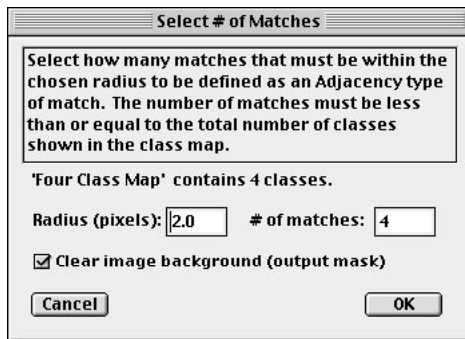 Select # of Matches
Select how many matches that must be within the
chosen radius to be defined as an Adjacency type
of match. The number of matches must be less
than or equal to the total number of classes
shown in the class map.
'Four Class Map' contains 4 classes.
Radius (pixels): 2.0 # of matches: 4
Clear image background (output mask)
Cancel OK